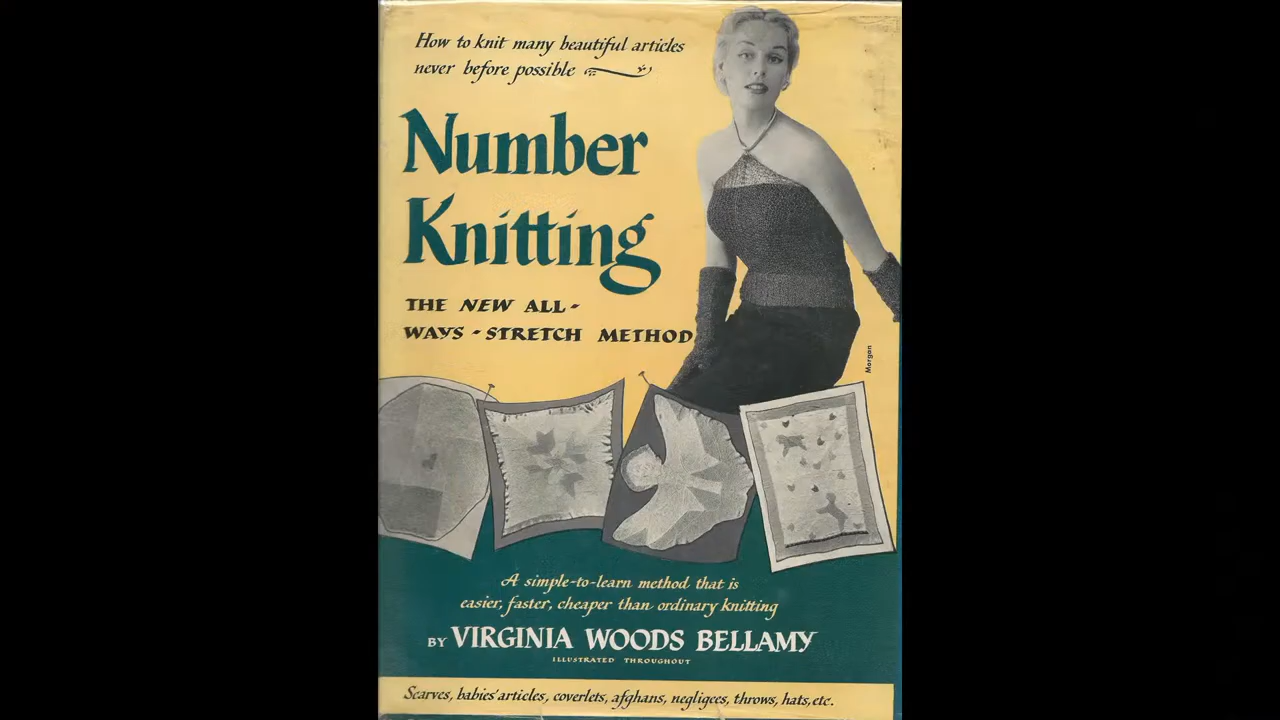 How to knit many beautiful articles
never before possible
Number
Knitting
THE NEW ALL-
WAYS-STRETCH METHOD
Morgan
A simple-to-learn method that is
easier, faster, cheaper than ordinary knitting
BY VIRGINIA WOODS BELLAMY
ILLUSTRATED THROUGHOUT
Scarves, babies' articles, coverlets, afghans, negligees, throws, hats, etc.